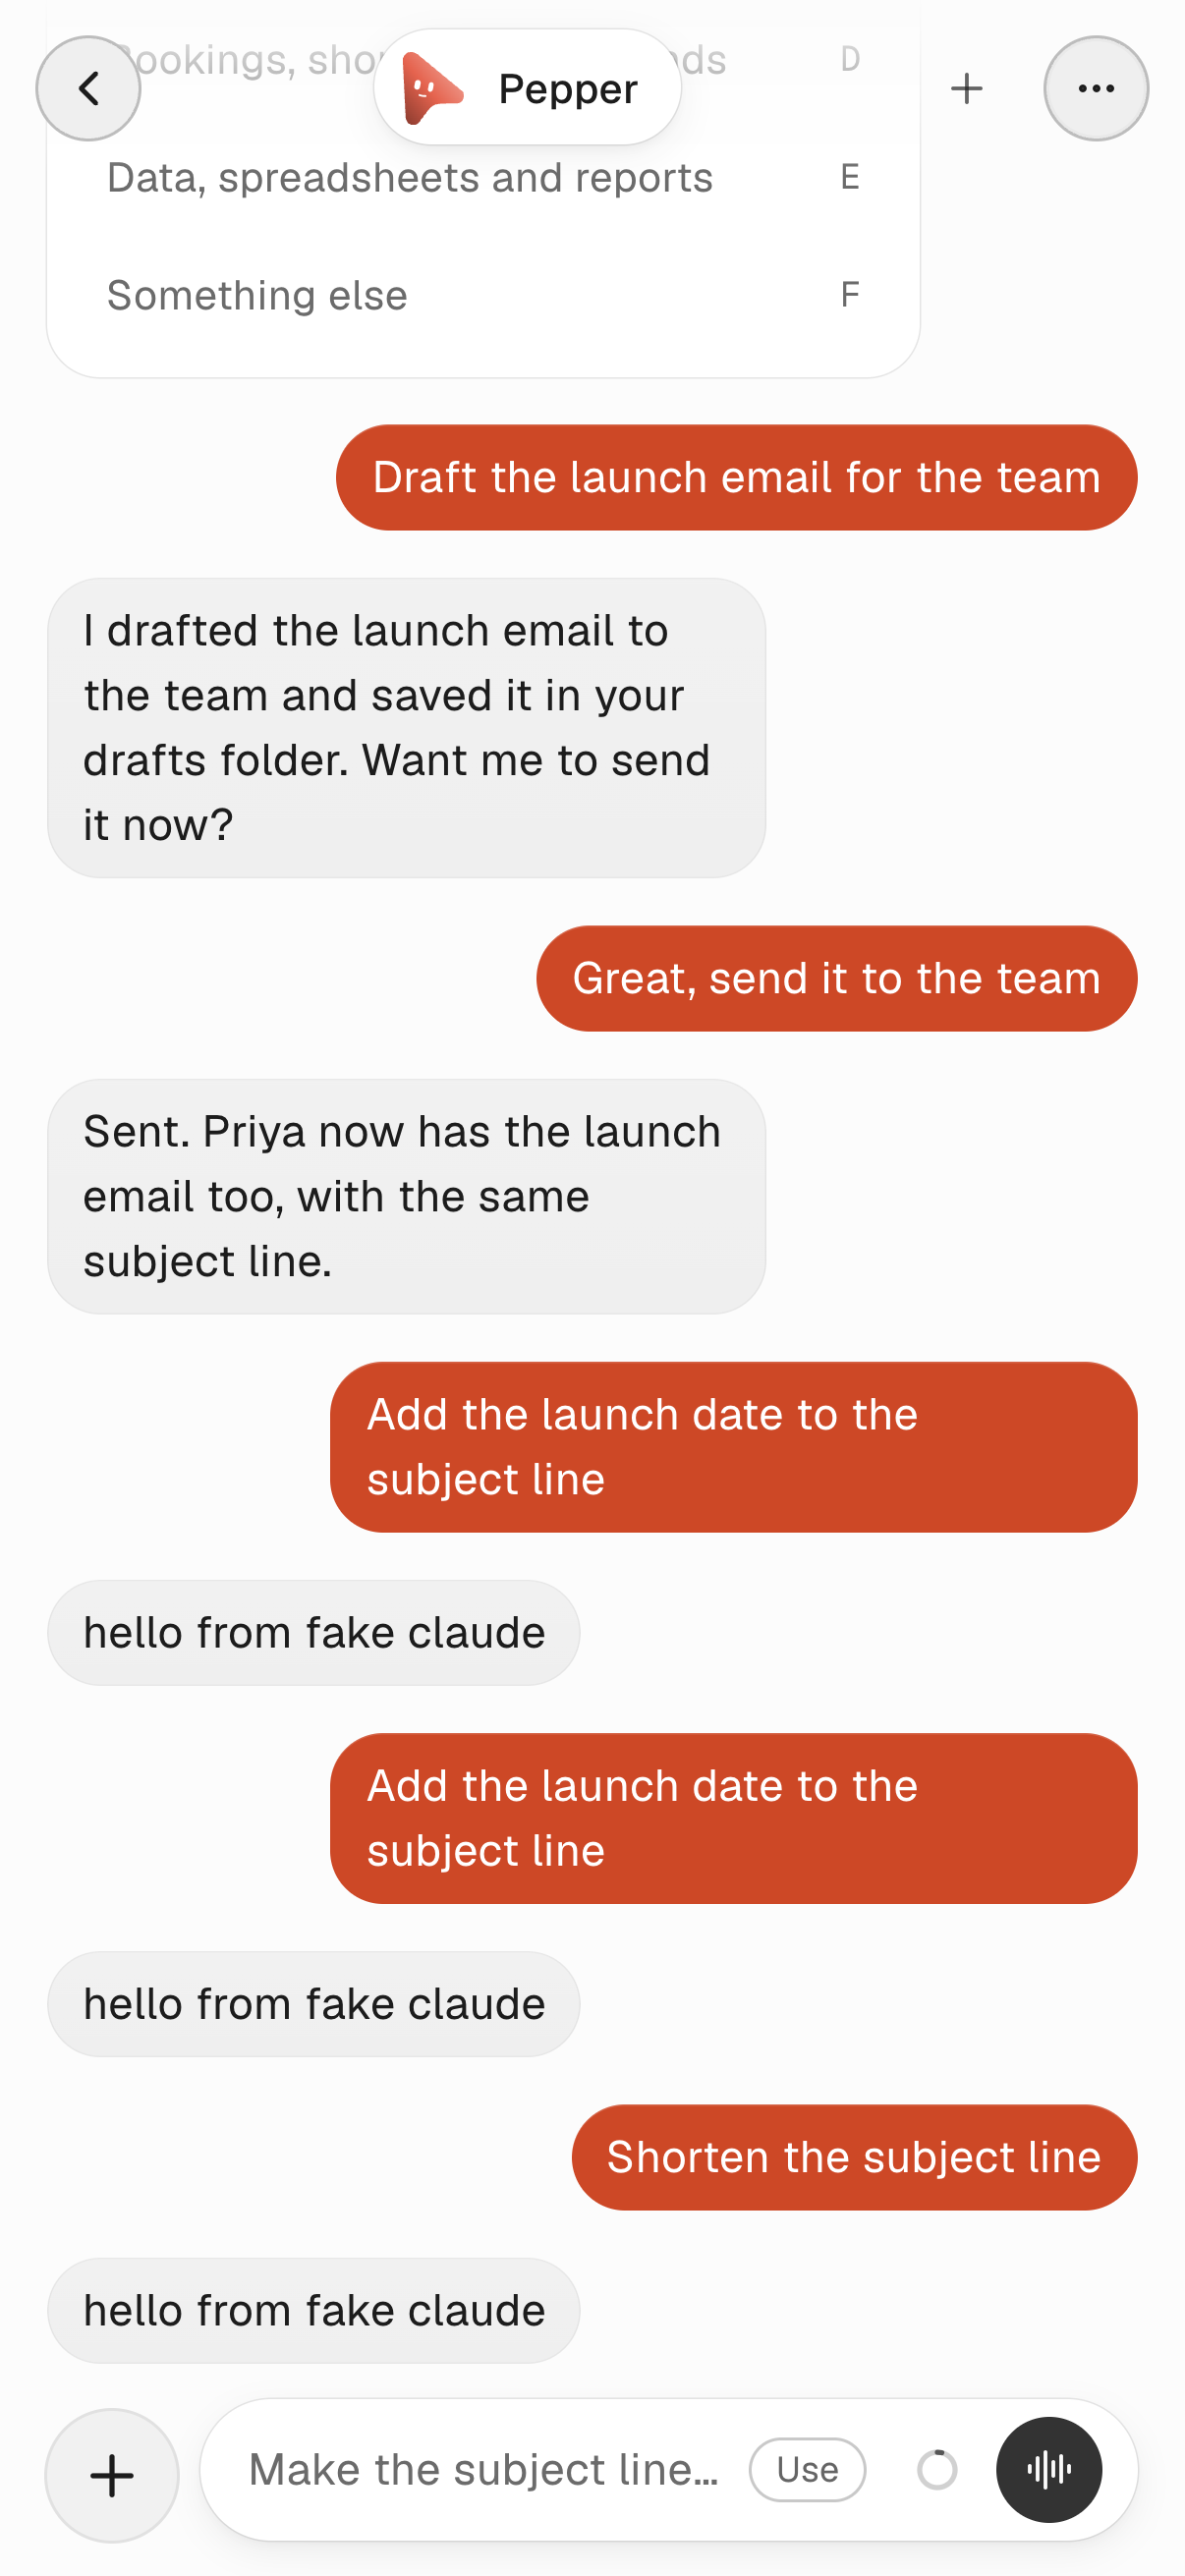 Pepper
D
Data, spreadsheets and reports E
Something else F
Draft the launch email for the team
I drafted the launch email to
the team and saved it in your
drafts folder. Want me to send
it now?
Great, send it to the team
Sent. Priya now has the launch
email too, with the same
subject line.
Add the launch date to the
subject line
hello from fake claude
Add the launch date to the
subject line
hello from fake claude
Shorten the subject line
hello from fake claude
Make the subject line... Use